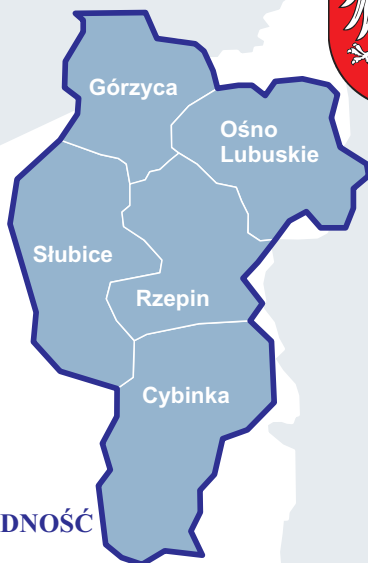 Górzyca
Ośno
Lubuskie
Słubice
Rzepin
Cybinka
DNOŚĆ